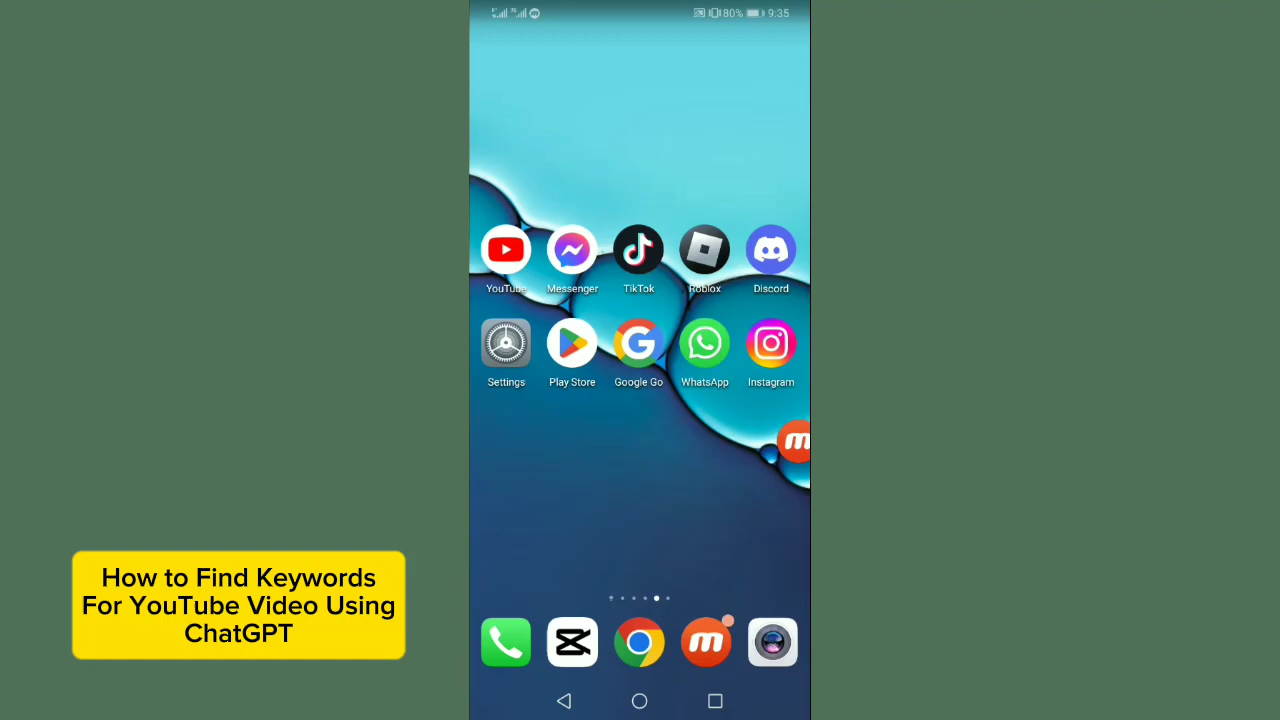 80% 9:35
YouTube Messenger TikTok Roblox Discord
Settings Play Store Google Go WhatsApp Instagram
How to Find Keywords
For YouTube Video Using
ChatGPT